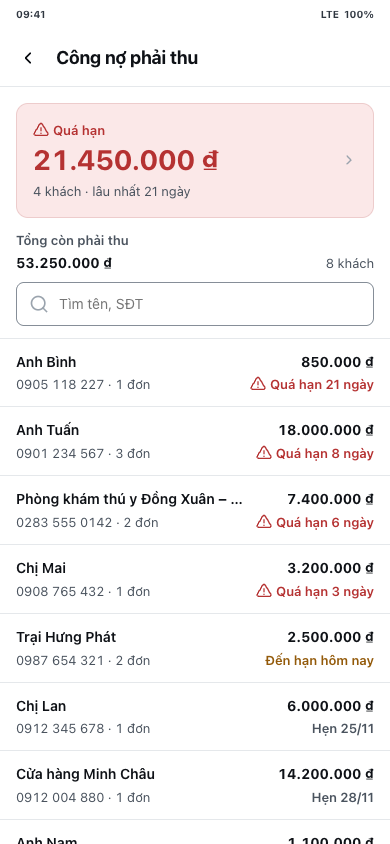 09:41
LTE 100%
Công nợ phải thu
Quá hạn
21.450.000 ₫
4 khách · lâu nhất 21 ngày
Tổng còn phải thu
53.250.000 ₫
8 khách
Tìm tên, SĐT
Anh Bình
850.000 ₫
0905 118 227 · 1 đơn
Quá hạn 21 ngày
Anh Tuấn
18.000.000 ₫
0901 234 567 · 3 đơn
Quá hạn 8 ngày
Phòng khám thú y Đồng Xuân – ...
7.400.000 ₫
0283 555 0142 · 2 đơn
Quá hạn 6 ngày
Chị Mai
3.200.000 ₫
0908 765 432 · 1 đơn
Quá hạn 3 ngày
Trại Hưng Phát
2.500.000 ₫
0987 654 321 · 2 đơn
Đến hạn hôm nay
Chị Lan
6.000.000 ₫
0912 345 678 · 1 đơn
Hẹn 25/11
Cửa hàng Minh Châu
14.200.000 ₫
0912 004 880 · 1 đơn
Hẹn 28/11
Anh Nam
1.100.000 ₫